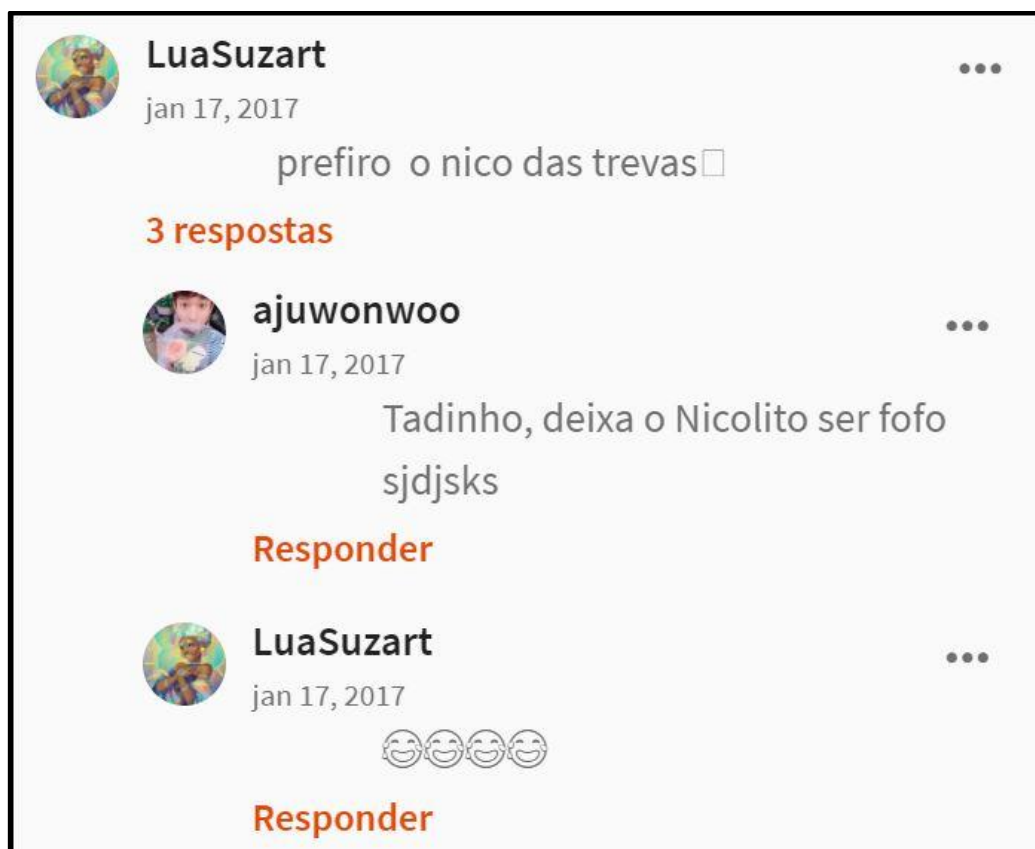 LuaSuzart
jan 17, 2017
prefiro o nico das trevas□
3 respostas
ajuwonwoo
jan 17, 2017
Tadinho, deixa o Nicolito ser fofo
sjdjsks
Responder
LuaSuzart
jan 17, 2017
😂😂😂😂
Responder